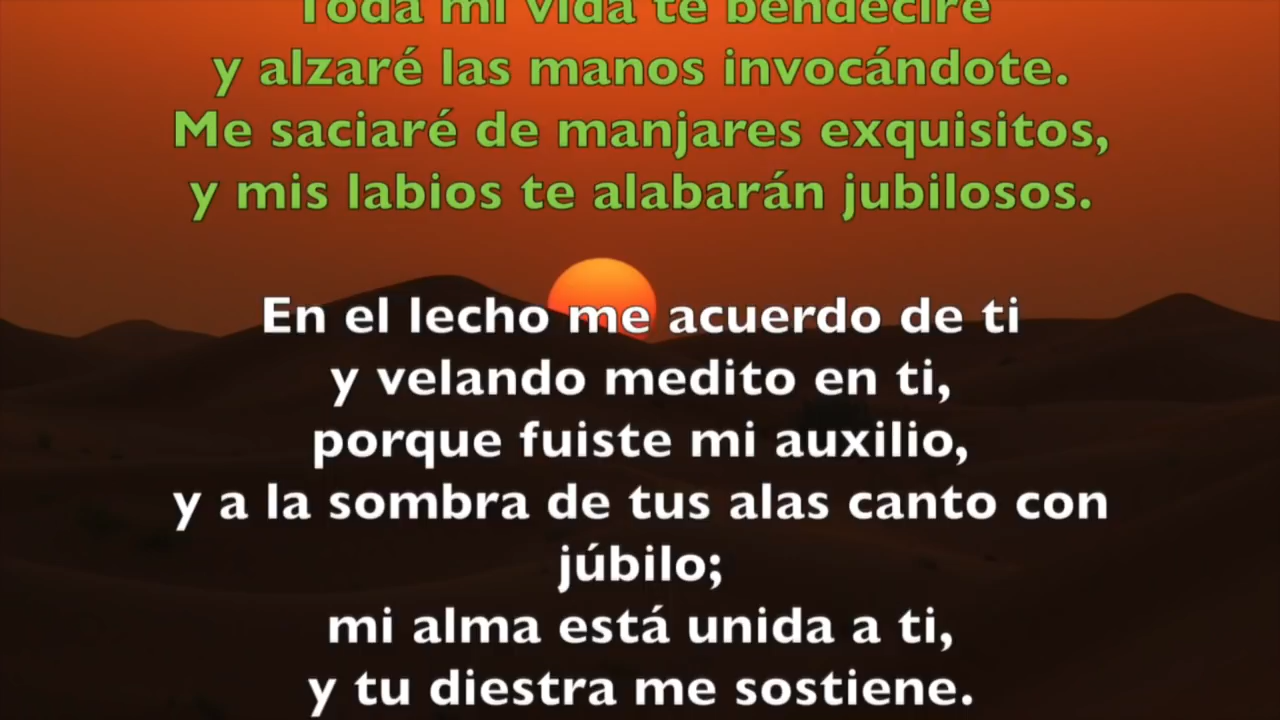 Toda mi vida te bendeciré
y alzaré las manos invocándote.
Me saciaré de manjares exquisitos,
y mis labios te alabarán jubilosos.
En el lecho me acuerdo de ti
y velando medito en ti,
porque fuiste mi auxilio,
y a la sombra de tus alas canto con
júbilo;
mi alma está unida a ti,
y tu diestra me sostiene.